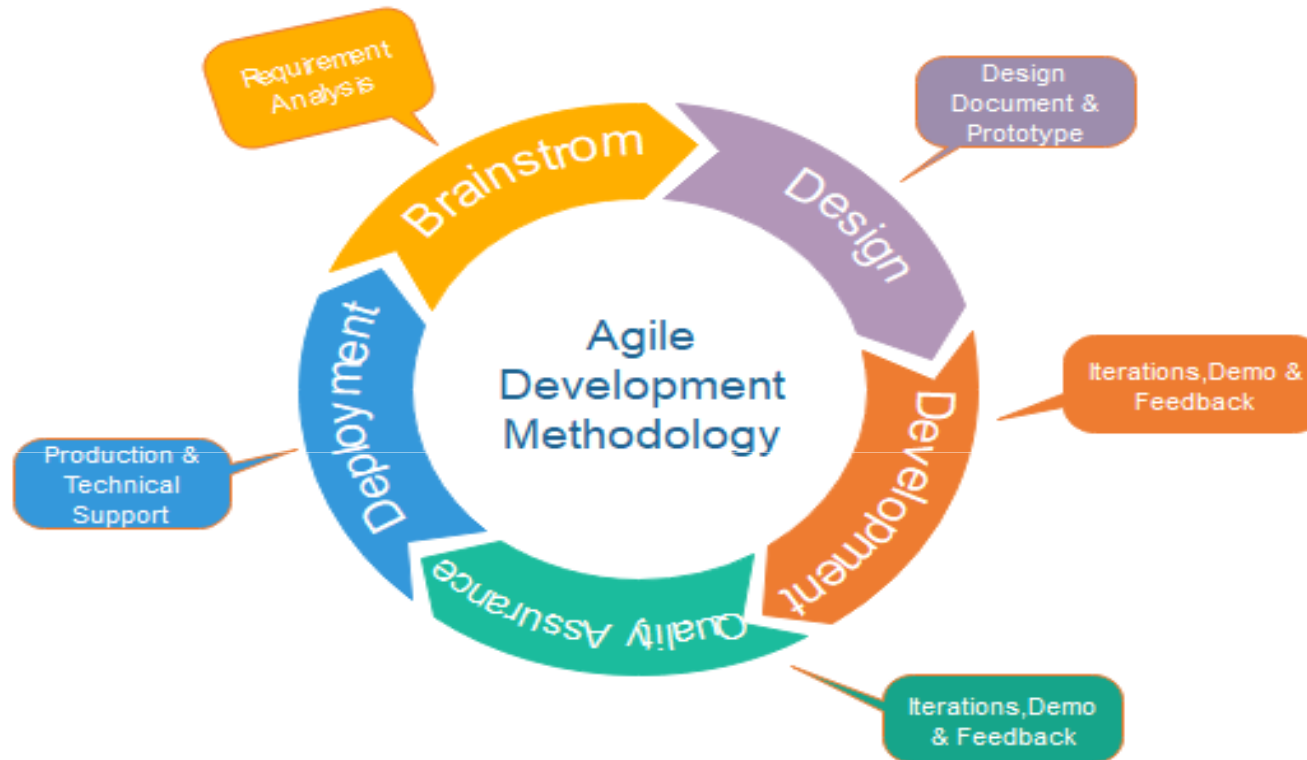 Requirement
Analysis
Brainstrom
Design
Document &
Prototype
Design
Iterations,Demo &
Feedback
Development
Agile
Development
Methodology
Production &
Technical
Support
Deployment
Quality Assurance
Iterations,Demo
& Feedback